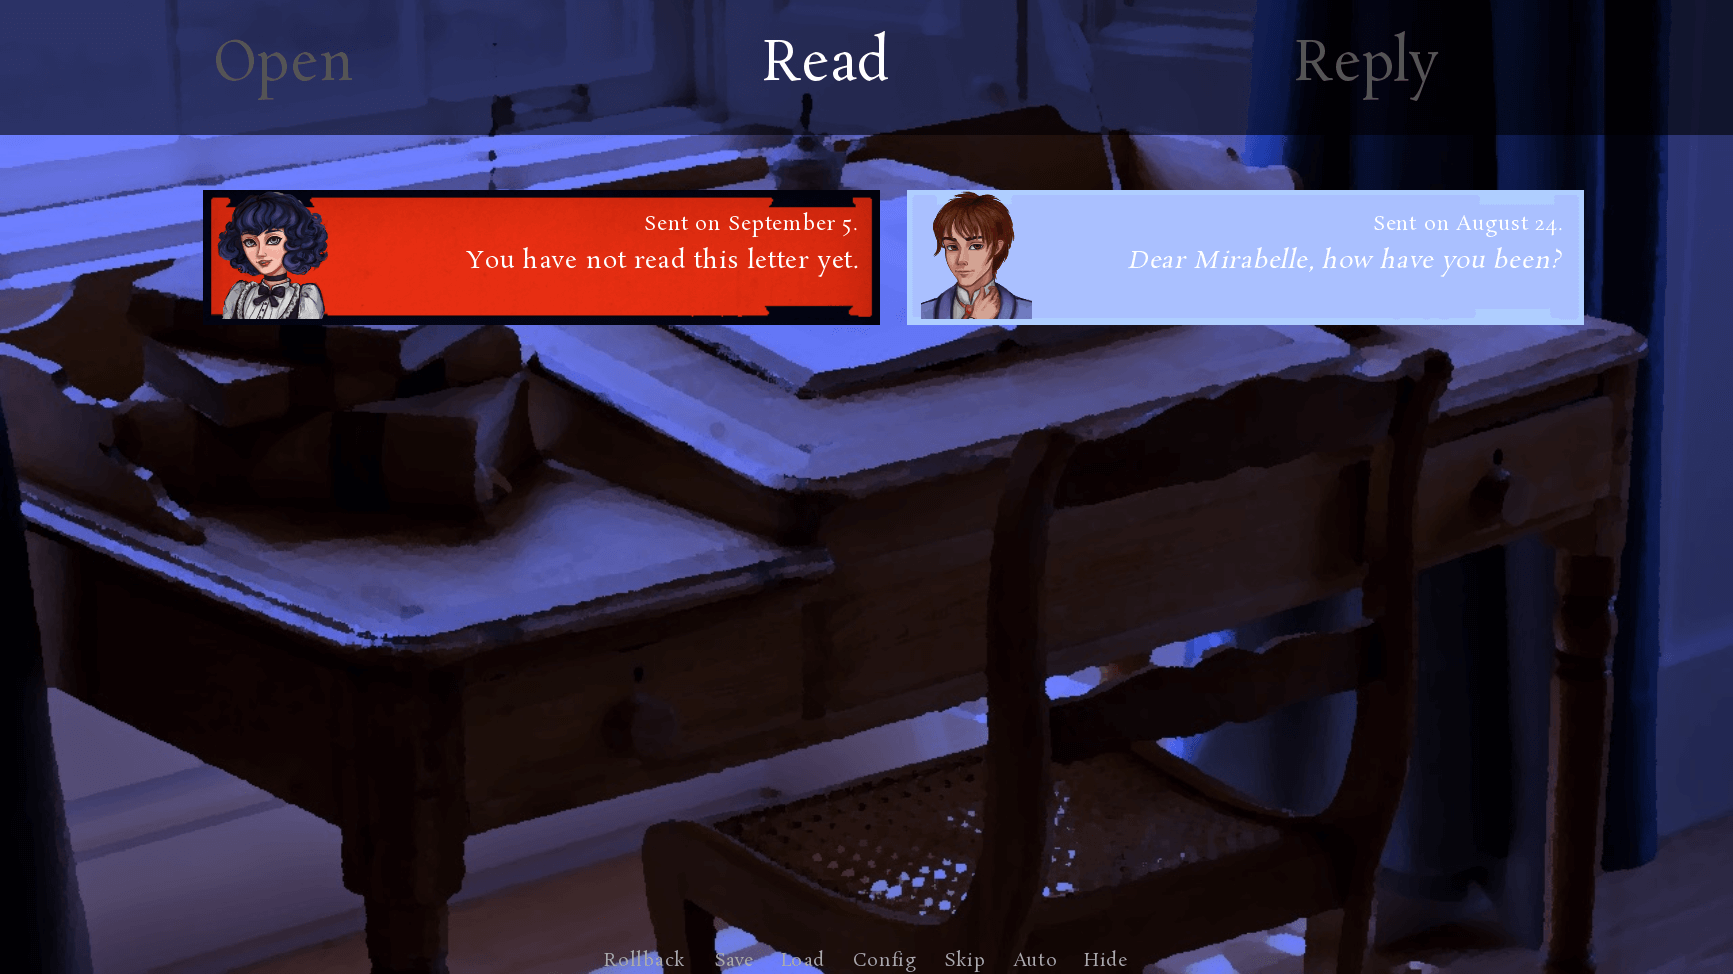 Open
Read
Reply
Sent on September 5.
You have not read this letter yet.
Sent on August 24.
Dear Mirabelle, how have you been?
Rollback Save Load Config Skip Auto Hide